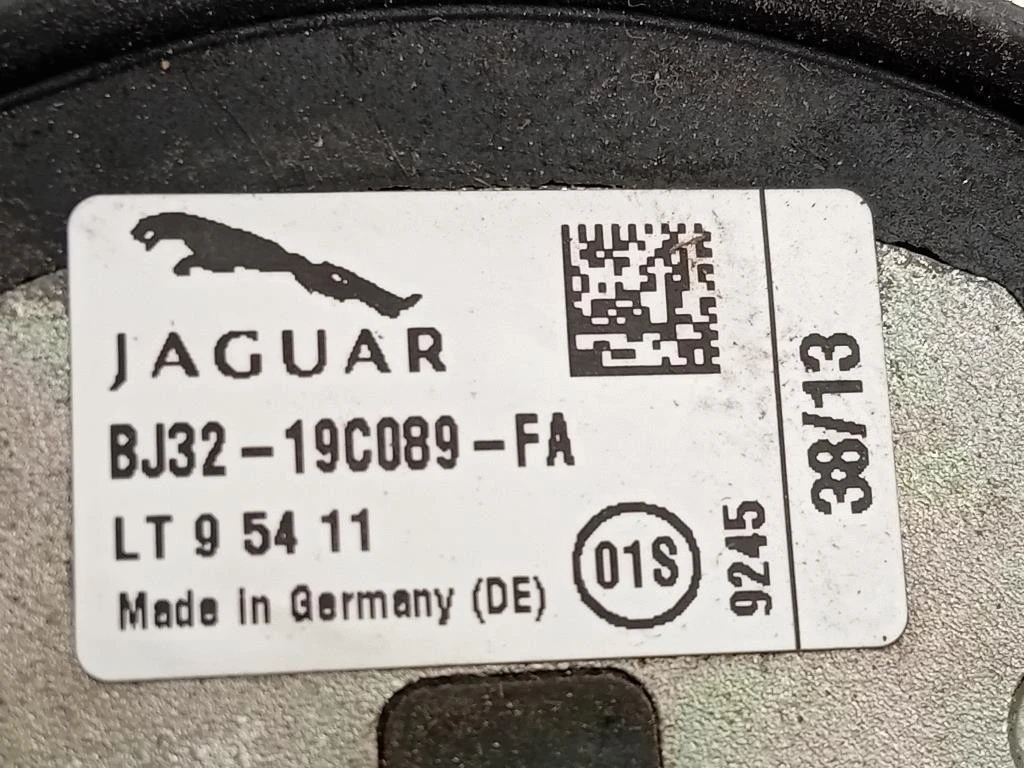 JAGUAR
BJ32-19C089-FA
LT 9 54 11
Made in Germany (DE)
01S
9245
38/13